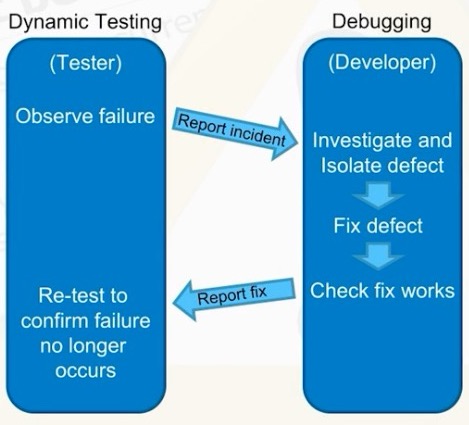 Dynamic Testing
Debugging
(Tester)
(Developer)
Observe failure
Report incident
Investigate and
Isolate defect
Fix defect
Check fix works
Report fix
Re-test to
confirm failure
no longer
occurs